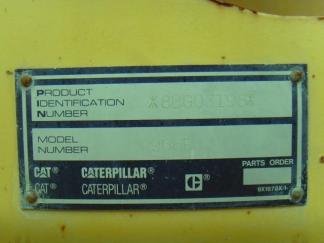 PRODUCT
IDENTIFICATION
NUMBER
MODEL
NUMBER
PARTS ORDER
CAT CATERPILLAR
CAT CATERPILLAR